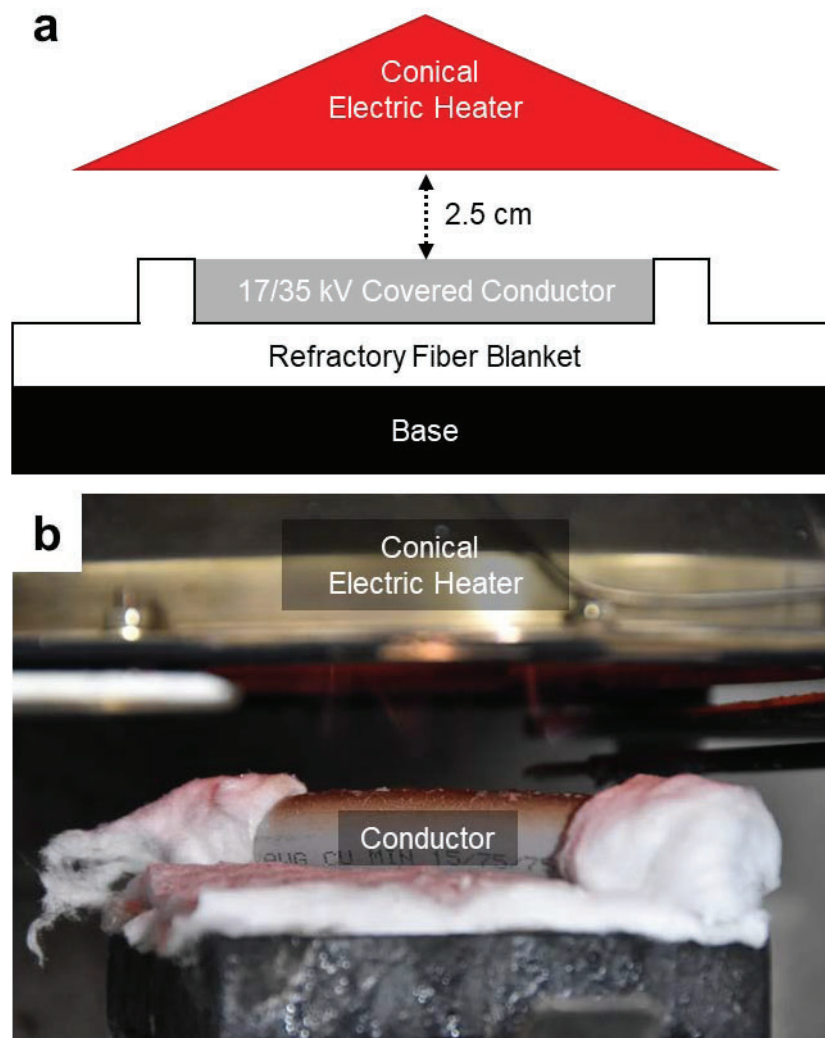 a
Conical
Electric Heater
2.5 cm
17/35 kV Covered Conductor
Refractory Fiber Blanket
Base
b
Conical
Electric Heater
Conductor
AWG CU MIN 15/75/75